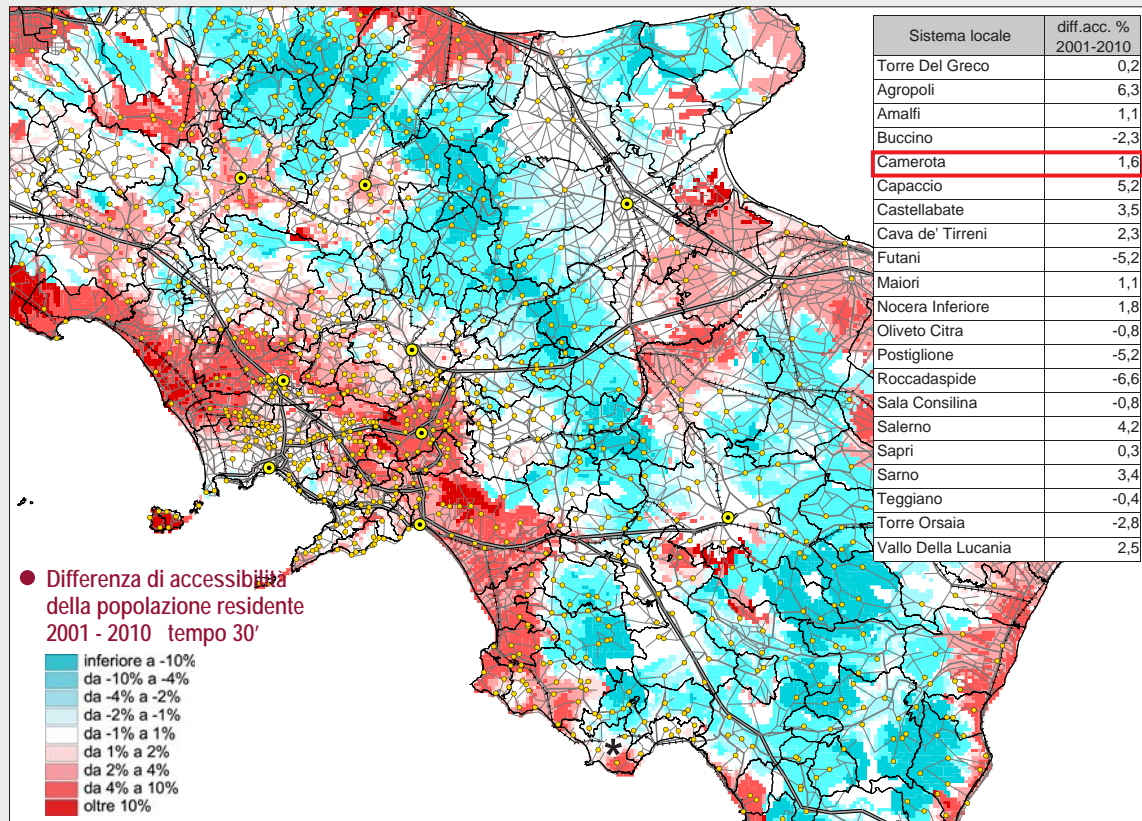 Sistema locale diff.acc. % 2001-2010
Torre Del Greco 0,2
Agropoli 6,3
Amalfi 1,1
Buccino -2,3
Camerota 1,6
Capaccio 5,2
Castellabate 3,5
Cava de' Tirreni 2,3
Futani -5,2
Maiori 1,1
Nocera Inferiore 1,8
Oliveto Citra -0,8
Postiglione -5,2
Roccadaspide -6,6
Sala Consilina -0,8
Salerno 4,2
Sapri 0,3
Sarno 3,4
Teggiano -0,4
Torre Orsaia -2,8
Vallo Della Lucania 2,5
*
● Differenza di accessibilità
della popolazione residente
2001 - 2010 tempo 30'
inferiore a -10%
da -10% a -4%
da -4% a -2%
da -2% a -1%
da -1% a 1%
da 1% a 2%
da 2% a 4%
da 4% a 10%
oltre 10%